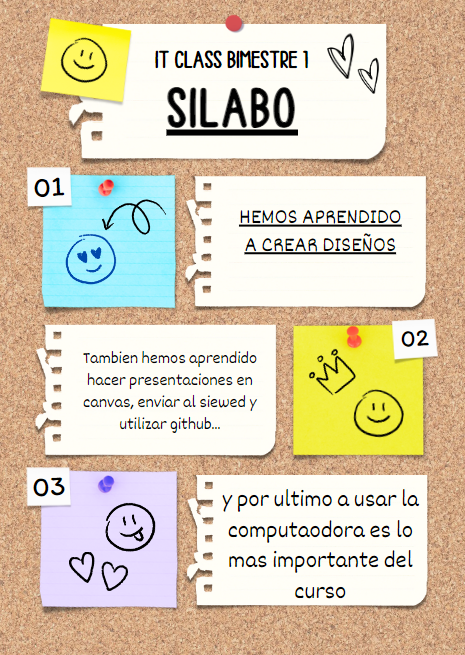 IT CLASS BIMESTRE 1
SILABO
01
HEMOS APRENDIDO
A CREAR DISEÑOS
Tambien hemos aprendido
hacer presentaciones en
canvas, enviar al siewed y
utilizar github...
02
03
y por ultimo a usar la
computaodora es lo
mas importante del
curso